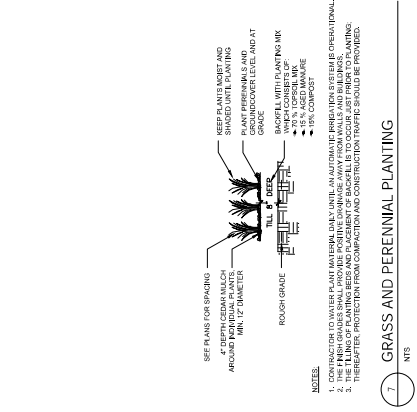 SEE PLANS FOR SPACING
4" DEPTH CEDAR MULCH
AROUND INDIVIDUAL PLANTS,
MIN. 12" DIAMETER
ROUGH GRADE
TILL 8" DEEP
KEEP PLANTS MOIST AND
SHADED UNTIL PLANTING
PLANT PERENNIALS AND
GROUNDCOVER LEVEL AND AT
GRADE
BACKFILL WITH PLANTING MIX
WHICH CONSISTS OF:
70 % TOPSOIL MIX
15 % AGED MANURE
15% COMPOST
NOTES:
1. CONTRACTOR TO WATER PLANT MATERIAL DAILY UNTIL AN AUTOMATIC IRRIGATION SYSTEM IS OPERATIONAL.
2. THE FINISH GRADES SHALL PROVIDE POSITIVE DRAINAGE AWAY FROM WALLS AND BUILDINGS.
3. THE TILLING OF PLANTING BEDS AND PLACEMENT OF BACKFILL IS TO OCCUR JUST PRIOR TO PLANTING;
THEREAFTER, PROTECTION FROM COMPACTION AND CONSTRUCTION TRAFFIC SHOULD BE PROVIDED.
7 GRASS AND PERENNIAL PLANTING
NTS